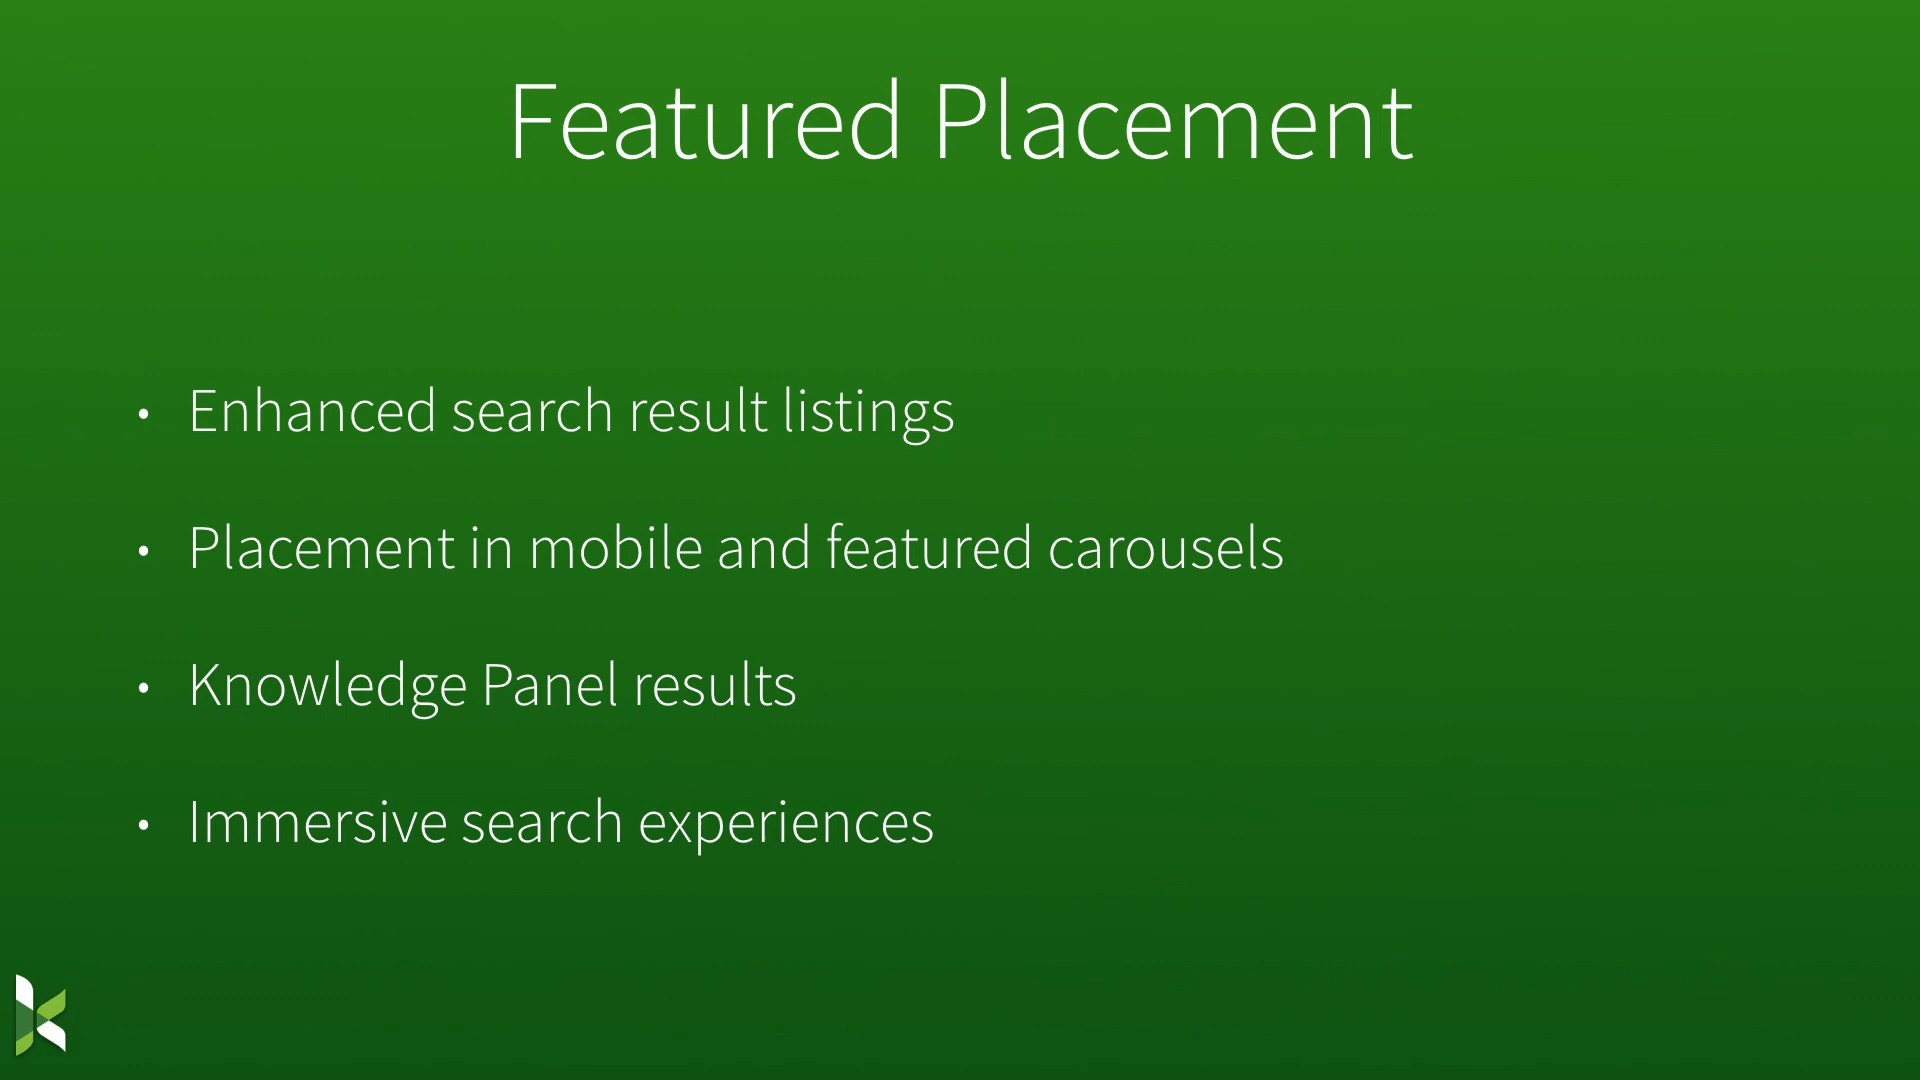 Featured Placement
• Enhanced search result listings
• Placement in mobile and featured carousels
• Knowledge Panel results
• Immersive search experiences